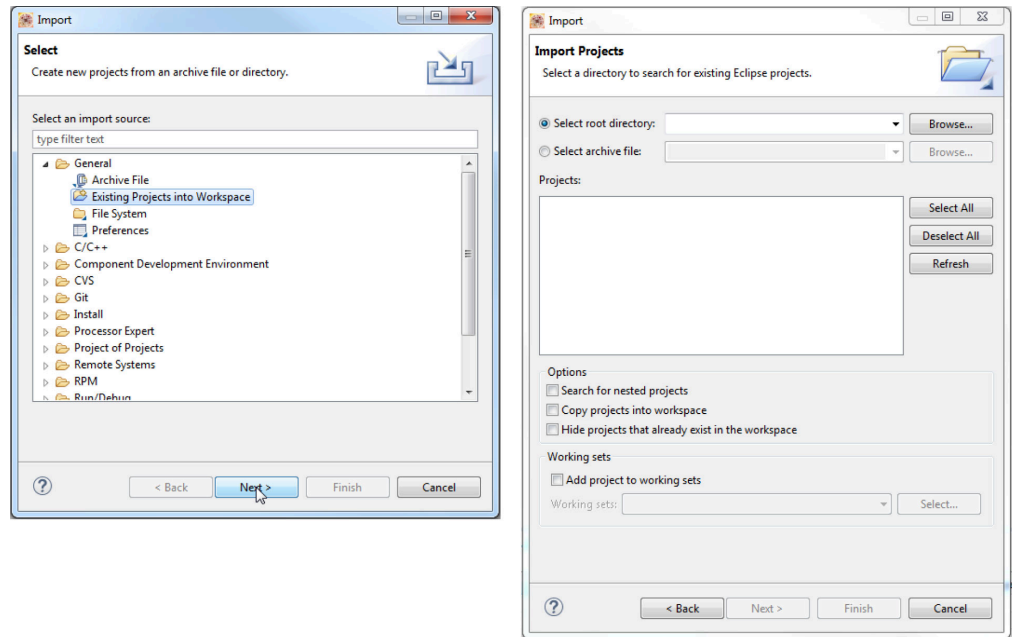 Import
Select
Create new projects from an archive file or directory.
Select an import source:
type filter text
General
Archive File
Existing Projects into Workspace
File System
Preferences
C/C++
Component Development Environment
CVS
Git
Install
Processor Expert
Project of Projects
Remote Systems
RPM
Run/Debug
< Back Next > Finish Cancel
Import
Import Projects
Select a directory to search for existing Eclipse projects.
Select root directory: Browse...
Select archive file: Browse...
Projects:
Select All
Deselect All
Refresh
Options
Search for nested projects
Copy projects into workspace
Hide projects that already exist in the workspace
Working sets
Add project to working sets
Working sets: Select...
< Back Next > Finish Cancel